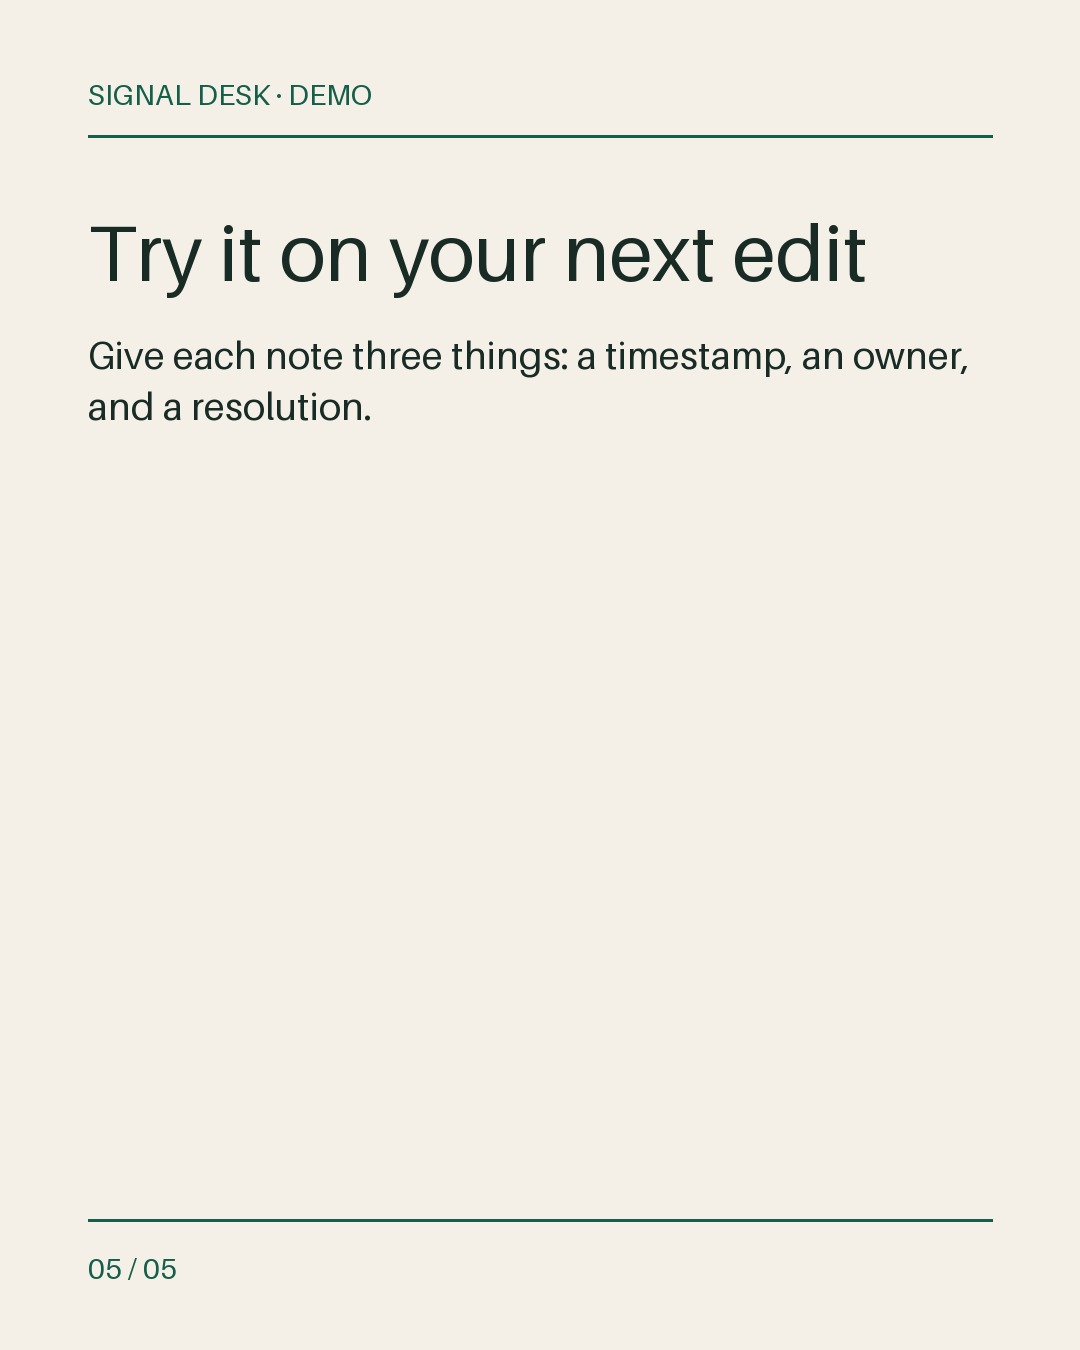 SIGNAL DESK · DEMO
Try it on your next edit
Give each note three things: a timestamp, an owner,
and a resolution.
05 / 05